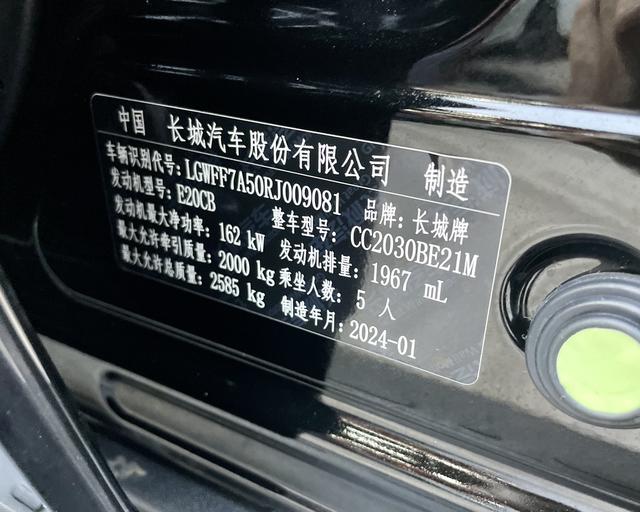 中国 长城汽车股份有限公司 制造
车辆识别代号: LGWFF7A50RJ009081 品牌: 长城牌
发动机型号: E20CB 整车型号: CC2030BE21M
发动机最大净功率: 162 kW 发动机排量: 1967 mL
最大允许牵引质量: 2000 kg 乘坐人数: 5 人
最大允许总质量: 2585 kg 制造年月: 2024-01